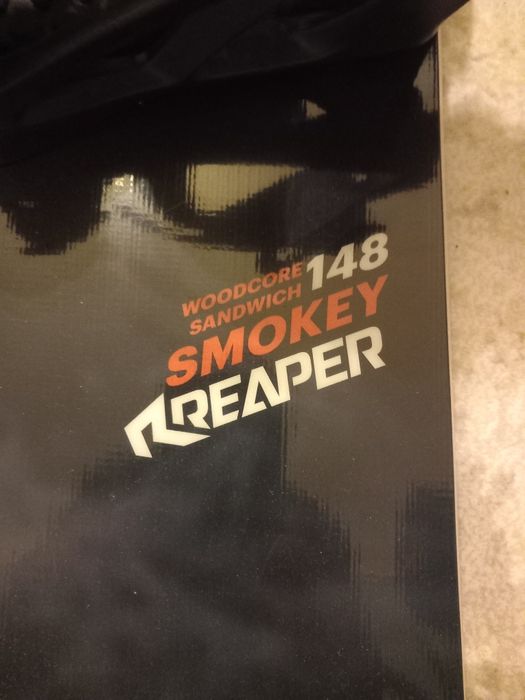 WOODCORE 148
SANDWICH
SMOKEY
REAPER